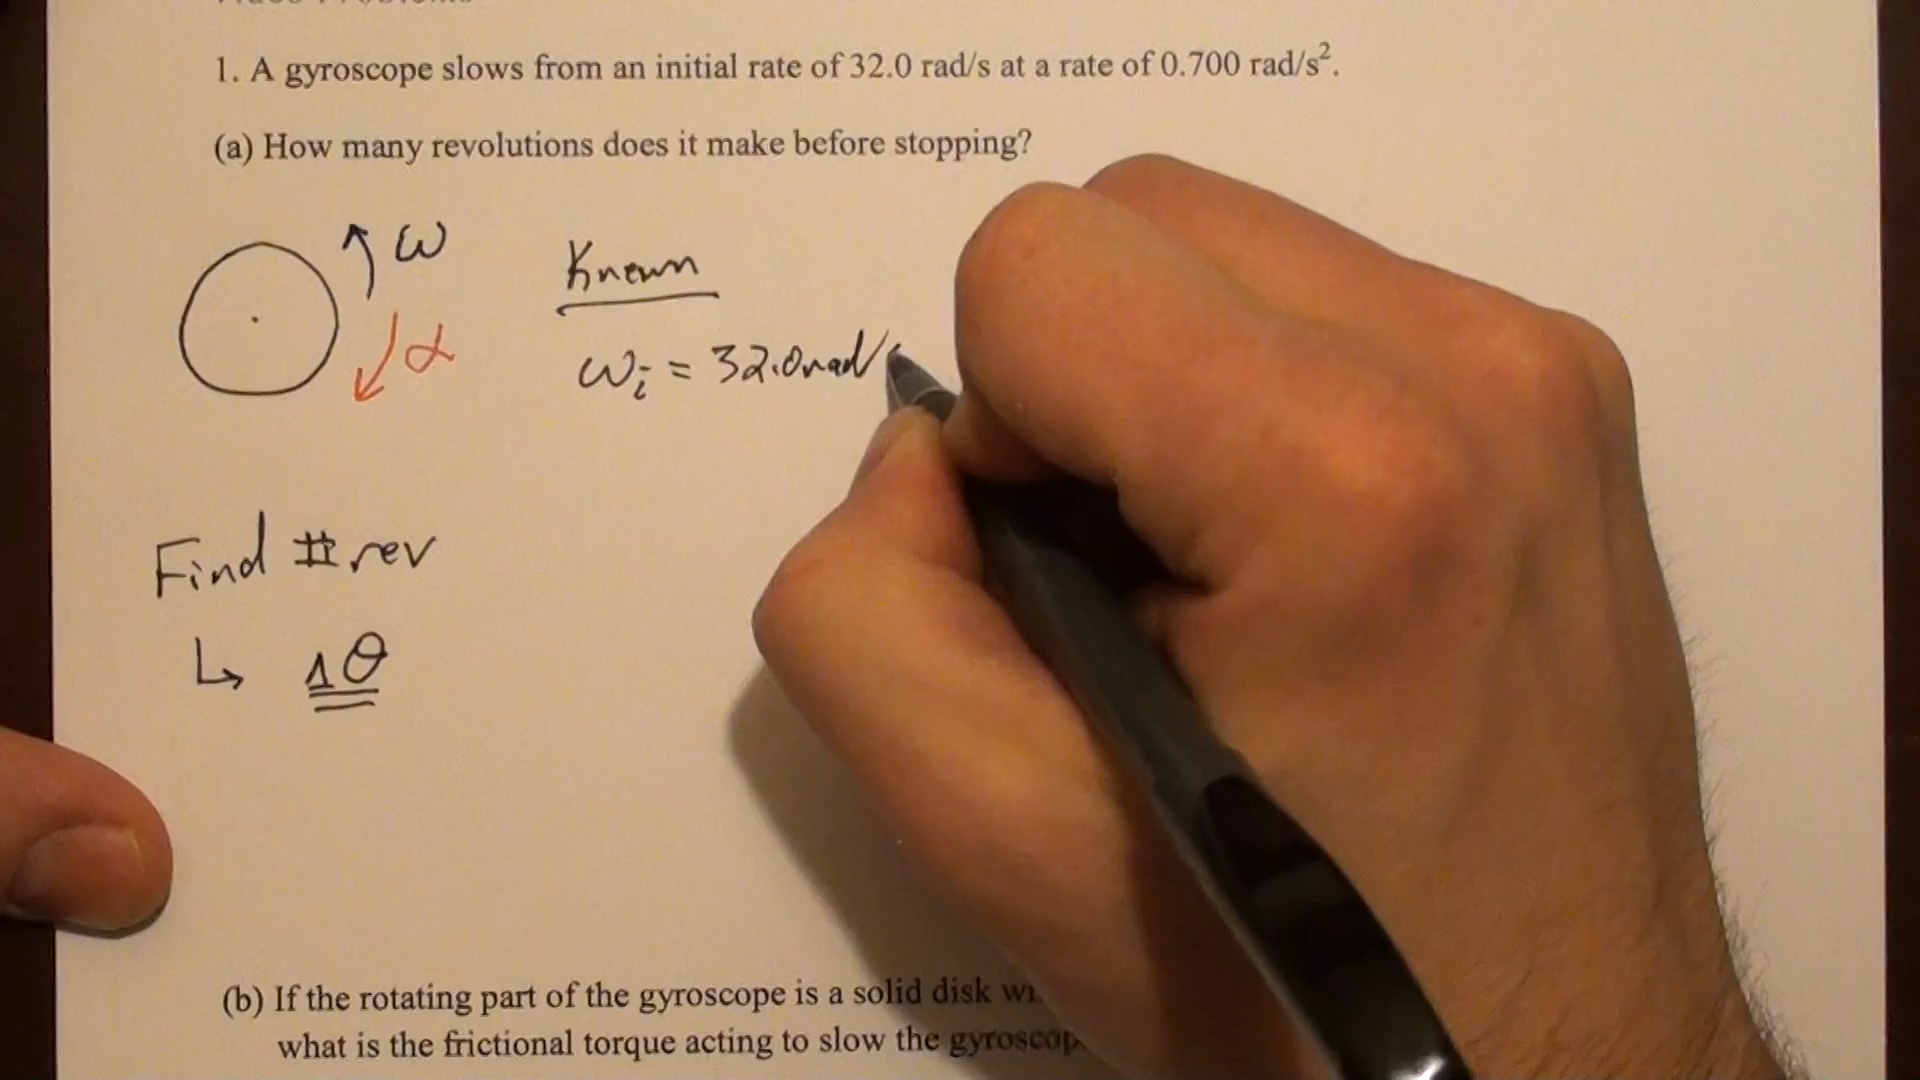 1. A gyroscope slows from an initial rate of 32.0 rad/s at a rate of 0.700 rad/s².
(a) How many revolutions does it make before stopping?
ω
α
Known
ωi = 32.0rad/
Find #rev
↳ Δθ
(b) If the rotating part of the gyroscope is a solid disk
what is the frictional torque acting to slow the